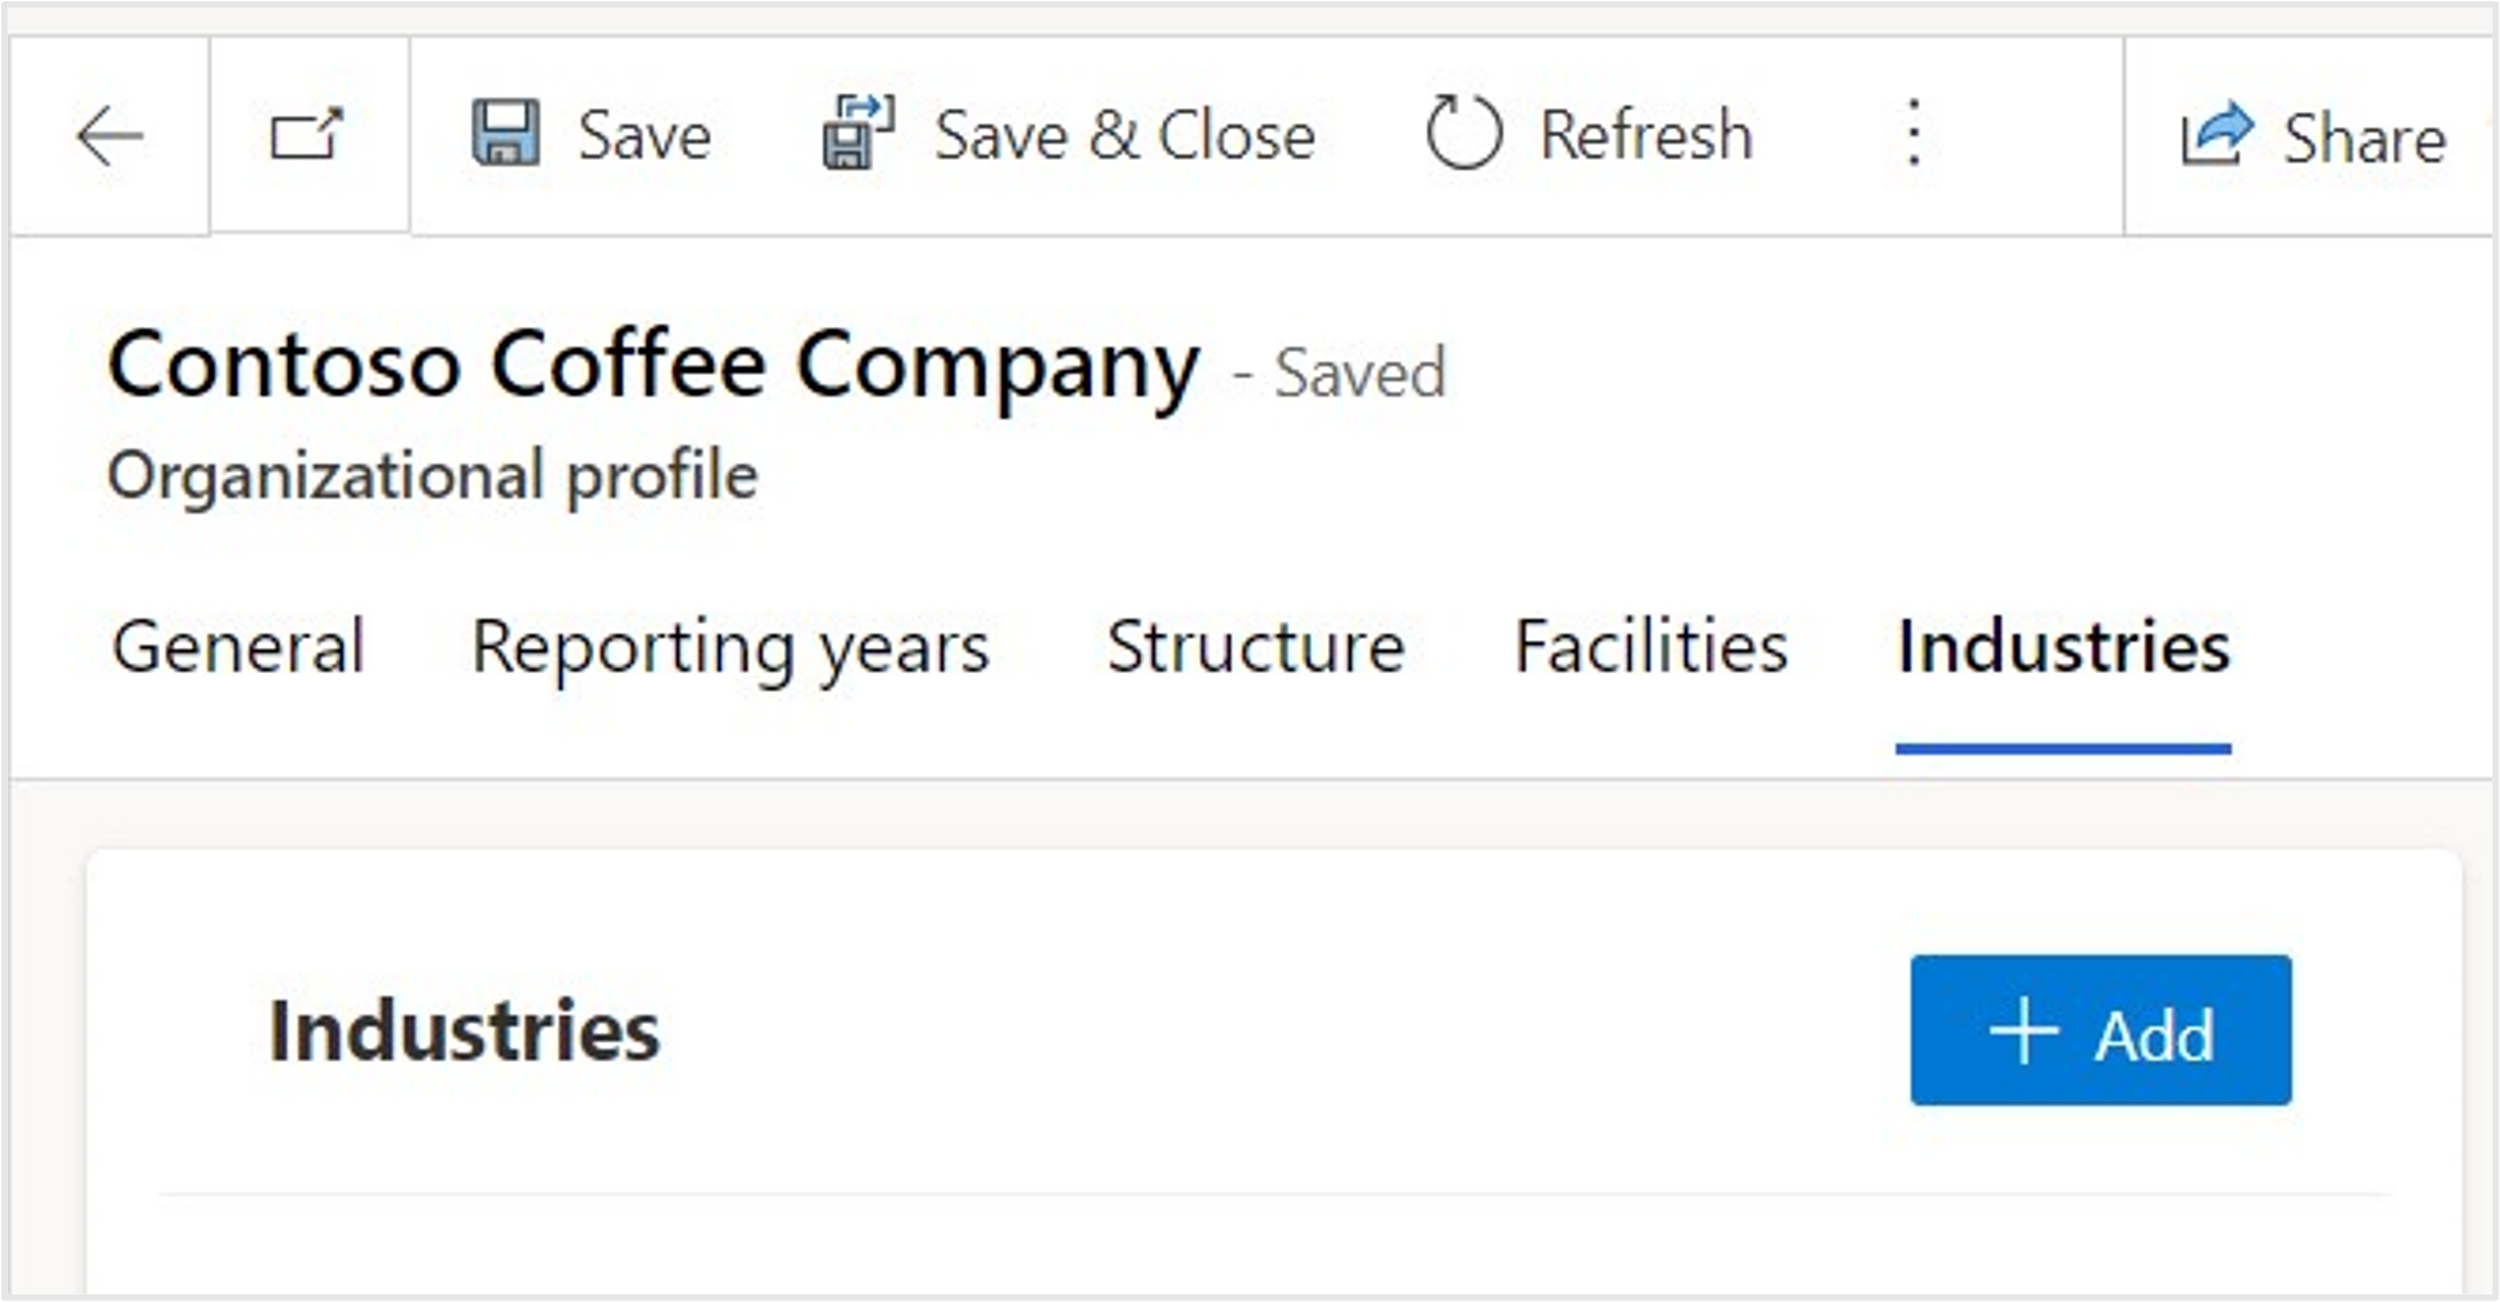 Save Save & Close Refresh Share
Contoso Coffee Company - Saved
Organizational profile
General Reporting years Structure Facilities Industries
Industries + Add